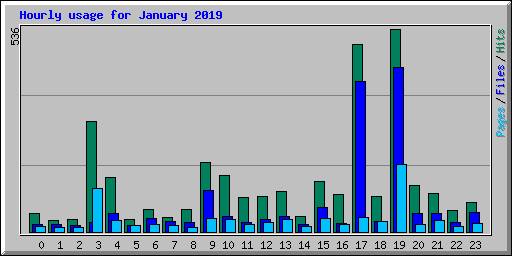 Hourly usage for January 2019
536
Pages / Files / Hits
0 1 2 3 4 5 6 7 8 9 10 11 12 13 14 15 16 17 18 19 20 21 22 23